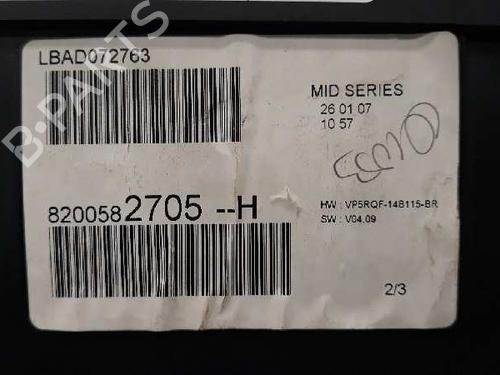 LBAD072763
MID SERIES
26 01 07
10 57
8200582705 --H
HW : VP5RQF-14B115-BR
SW : V04.09
2/3
B-PARTS